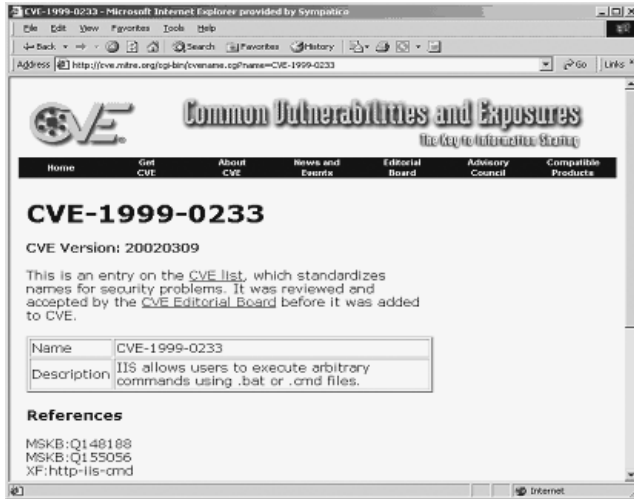 CVE-1999-0233 - Microsoft Internet Explorer provided by Sympatica
File Edit View Favorites Tools Help
Back Search Favorites History
Address http://cve.mitre.org/cgi-bin/cvename.cgi?name=CVE-1999-0233 Go Links
CVE
Common Vulnerabilities and Exposures
The Key to Information Sharing
Home Get CVE About CVE News and Events Editorial Board Advisory Council Compatible Products
CVE-1999-0233
CVE Version: 20020309
This is an entry on the CVE list, which standardizes
names for security problems. It was reviewed and
accepted by the CVE Editorial Board before it was added
to CVE.
Name CVE-1999-0233
Description IIS allows users to execute arbitrary
commands using .bat or .cmd files.
References
MSKB:Q148188
MSKB:Q155056
XF:http-iis-cmd
Internet